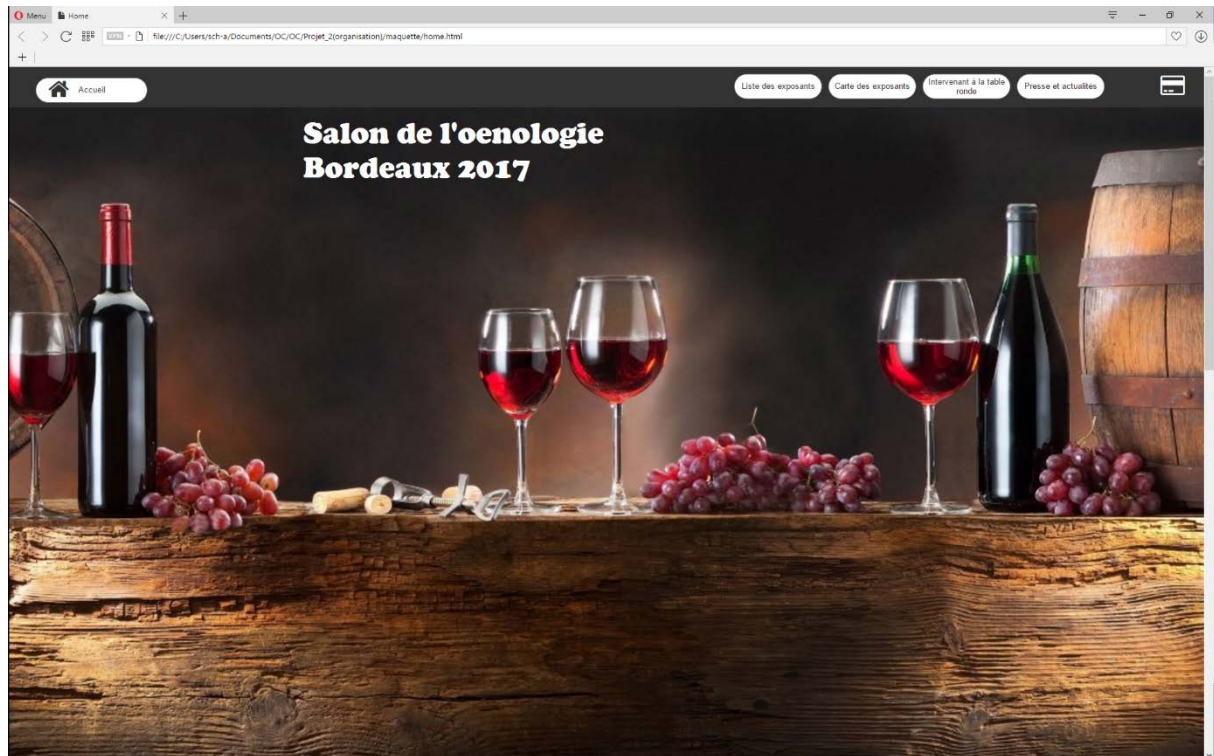 Menu
Home
VPN
file:///C:/Users/sch-a/Documents/OC/OC/Projet_2(organisation)/maquette/home.html
Accueil
Liste des exposants
Carte des exposants
Intervenant à la table
ronde
Presse et actualités
Salon de l'oenologie
Bordeaux 2017